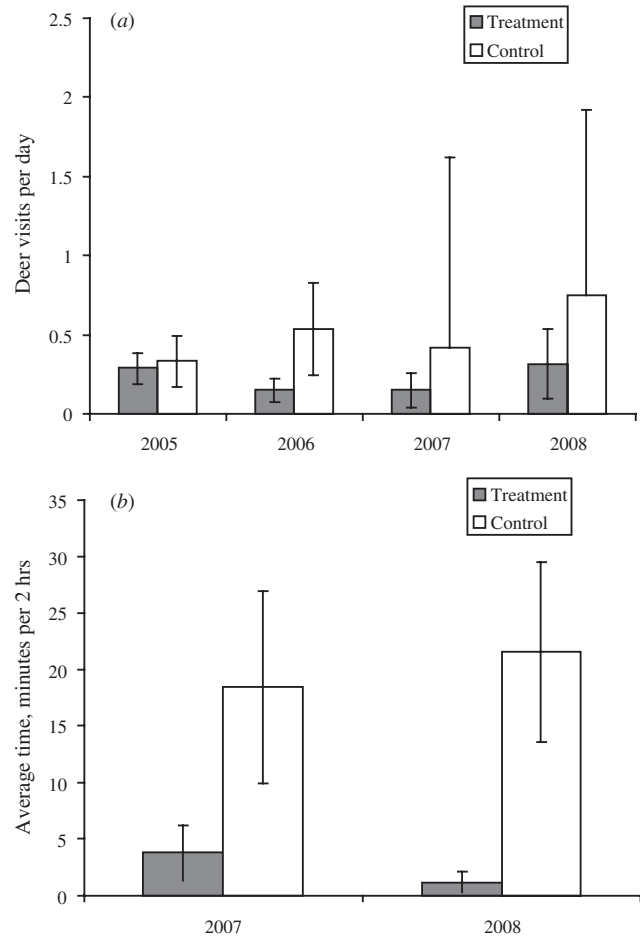 (a)
Treatment
Control
2.5
2
1.5
1
0.5
0
Deer visits per day
2005 2006 2007 2008
(b)
Treatment
Control
35
30
25
20
15
10
5
0
Average time, minutes per 2 hrs
2007 2008